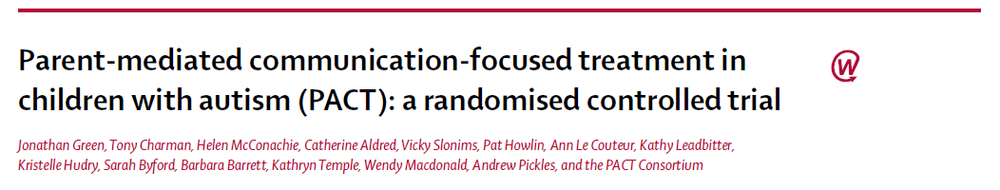 Parent-mediated communication-focused treatment in
children with autism (PACT): a randomised controlled trial
W
Jonathan Green, Tony Charman, Helen McConachie, Catherine Aldred, Vicky Slonims, Pat Howlin, Ann Le Couteur, Kathy Leadbitter,
Kristelle Hudry, Sarah Byford, Barbara Barrett, Kathryn Temple, Wendy Macdonald, Andrew Pickles, and the PACT Consortium